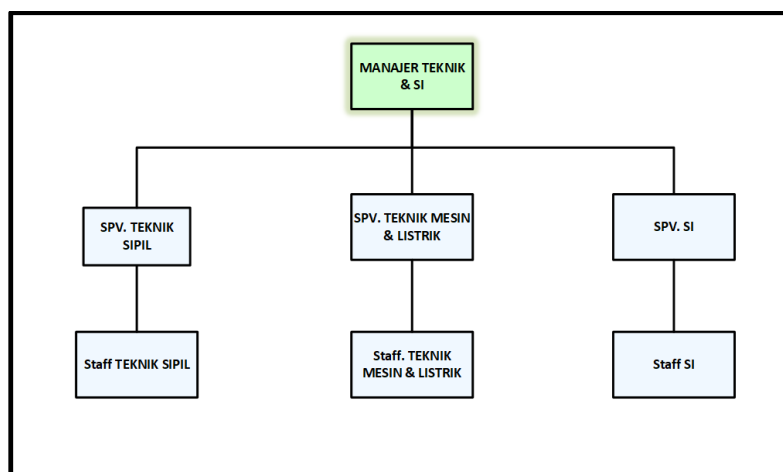 MANAJER TEKNIK
& SI
SPV. TEKNIK
SIPIL
SPV. TEKNIK MESIN
& LISTRIK
SPV. SI
Staff TEKNIK SIPIL
Staff. TEKNIK
MESIN & LISTRIK
Staff SI